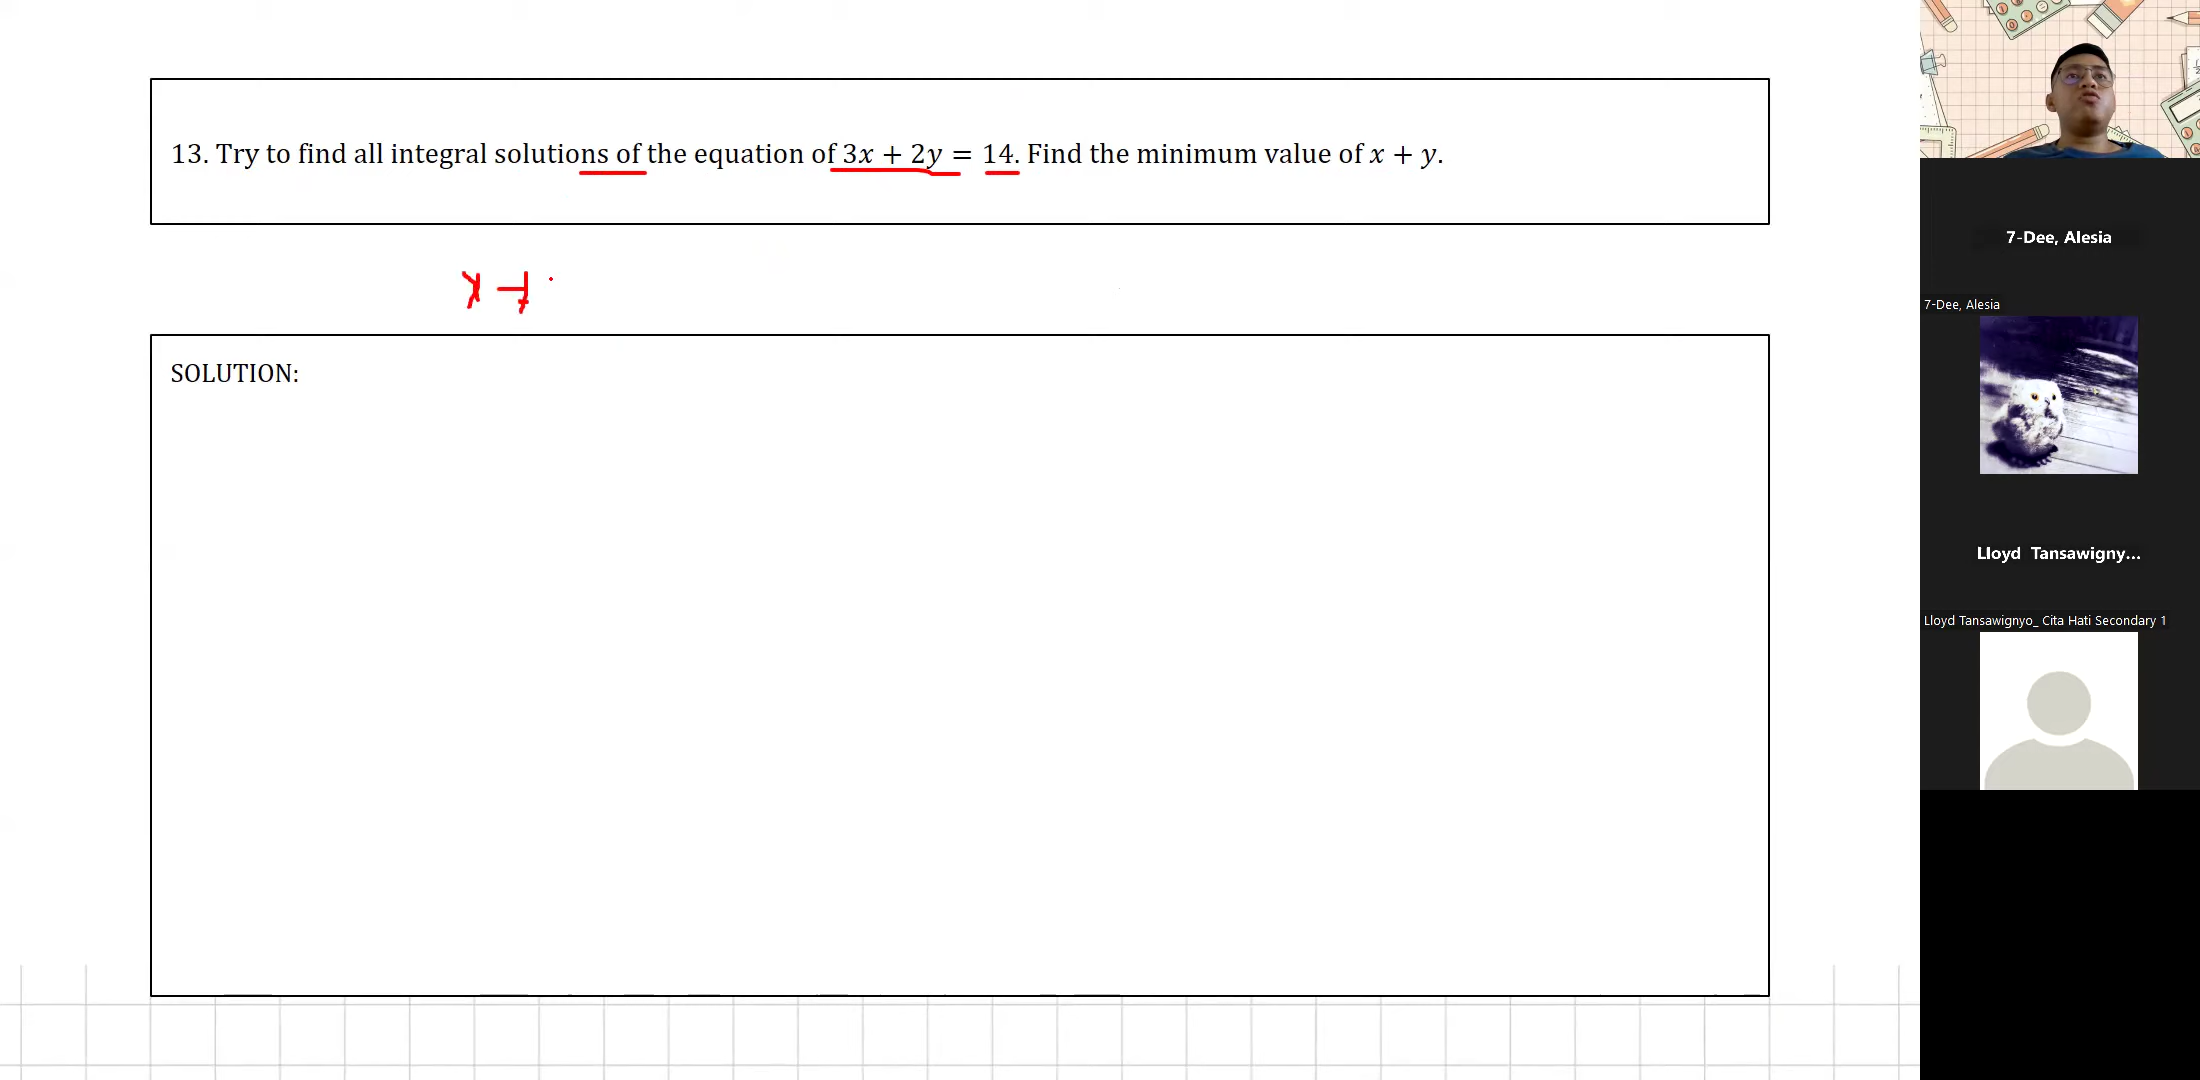 13. Try to find all integral solutions of the equation of 3x + 2y = 14. Find the minimum value of x + y.
x +
SOLUTION:
7-Dee, Alesia
7-Dee, Alesia
Lloyd Tansawigny...
Lloyd Tansawignyo_ Cita Hati Secondary 1